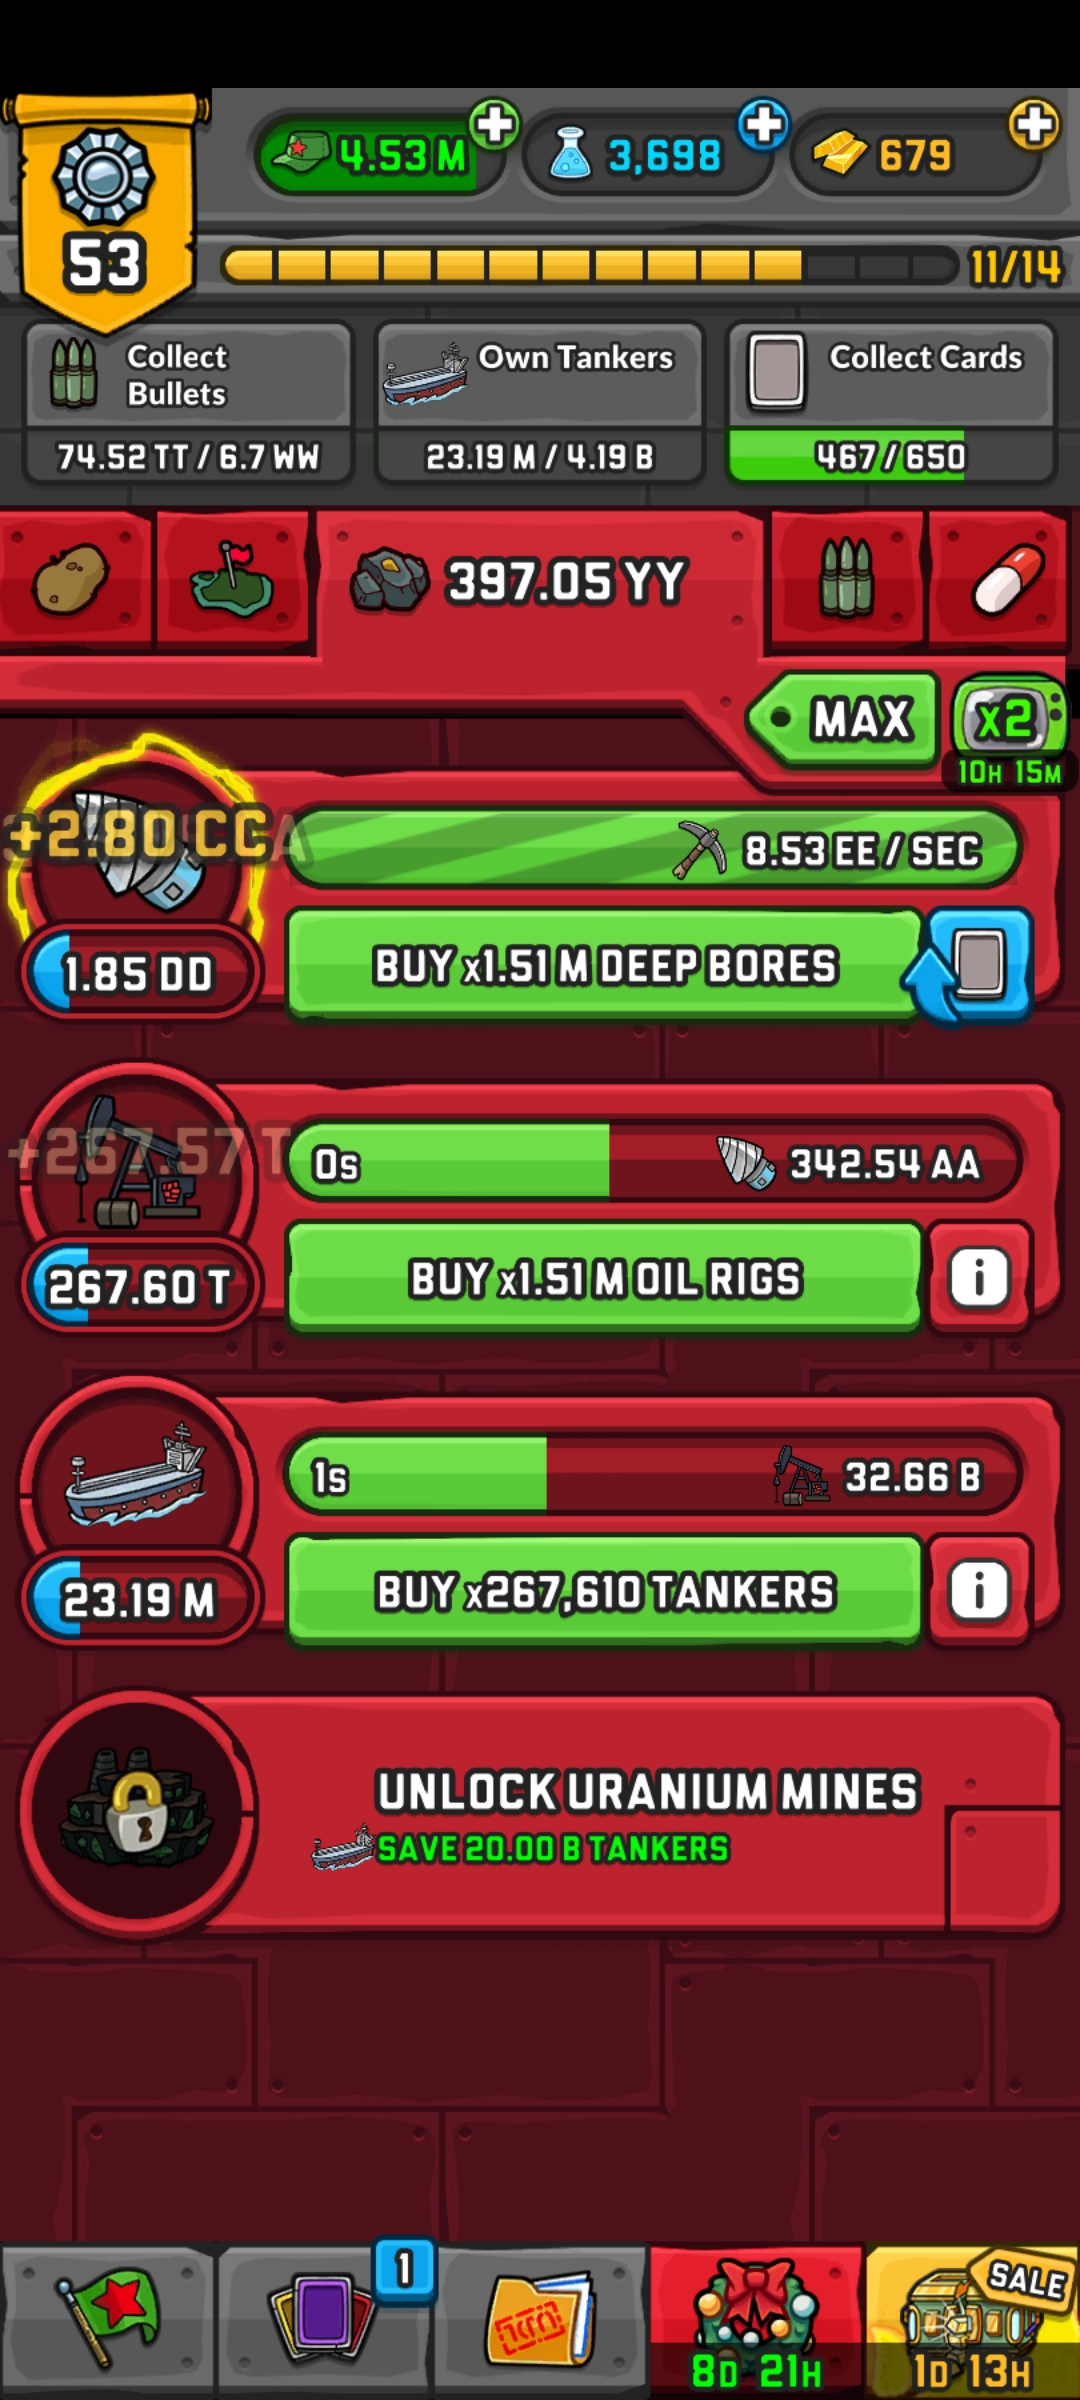 53
4.53 M
3,698
679
11/14
Collect
Bullets
74.52 TT / 6.7 WW
Own Tankers
23.19 M / 4.19 B
Collect Cards
467 / 650
397.05 YY
MAX
x2
10H 15M
+2.80 CC
8.53 EE / SEC
1.85 DD
BUY x1.51 M DEEP BORES
+267.57 T
0s
342.54 AA
267.60 T
BUY x1.51 M OIL RIGS
i
1s
32.66 B
23.19 M
BUY x267,610 TANKERS
i
UNLOCK URANIUM MINES
SAVE 20.00 B TANKERS
1
SALE
8D 21H
1D 13H